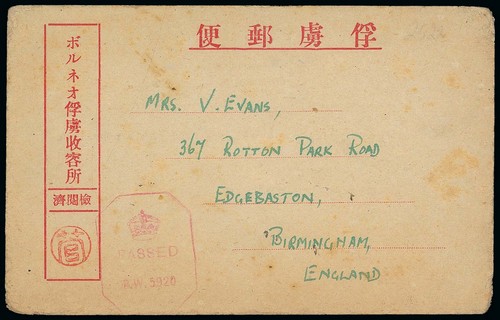 俘虜郵便
ボルネオ俘虜收容所
檢閱濟
MRS. V. EVANS,
367 ROTTON PARK ROAD
EDGEBASTON,
BIRMINGHAM,
ENGLAND
PASSED